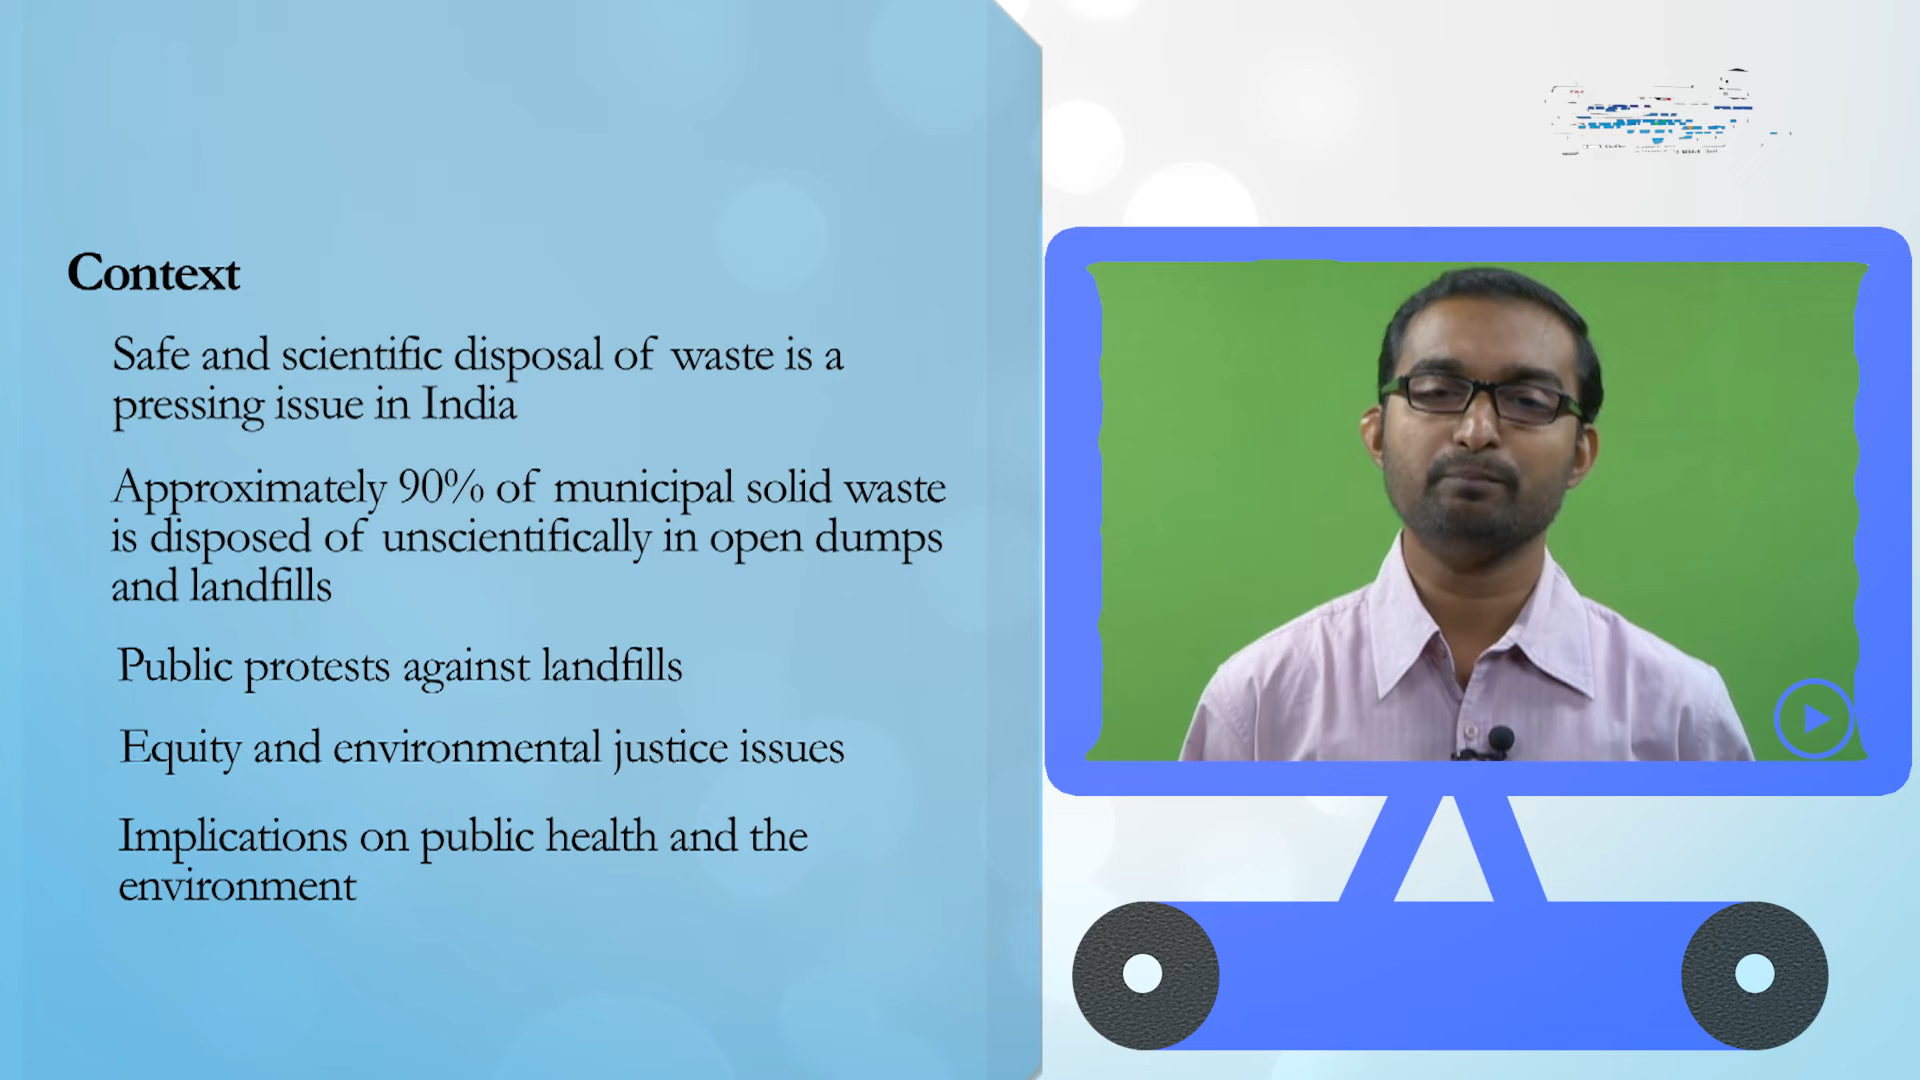 Context
Safe and scientific disposal of waste is a
pressing issue in India
Approximately 90% of municipal solid waste
is disposed of unscientifically in open dumps
and landfills
Public protests against landfills
Equity and environmental justice issues
Implications on public health and the
environment